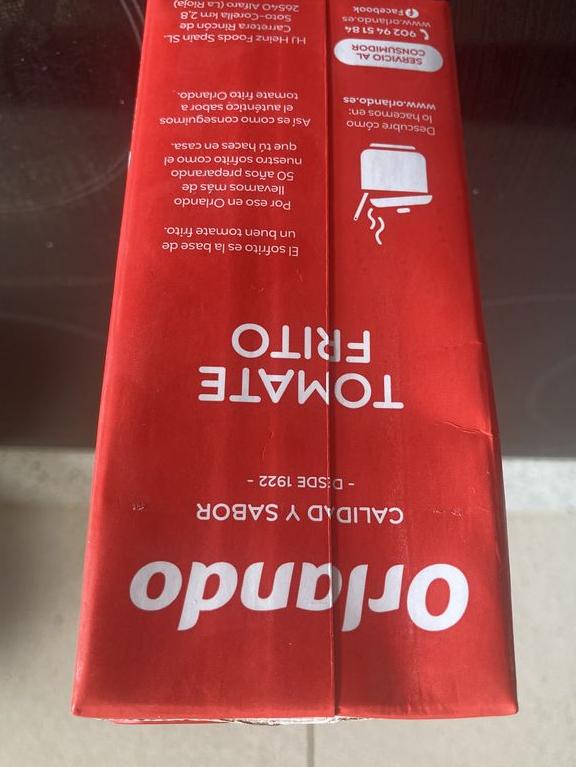 Orlando
CALIDAD Y SABOR
- DESDE 1922 -
TOMATE
FRITO
El sofrito es la base de
un buen tomate frito.
Por eso en Orlando
llevamos más de
50 años preparando
nuestro sofrito como el
que tú haces en casa.
Así es como conseguimos
el auténtico sabor a
tomate frito Orlando.
HJ Heinz Foods Spain SL.
Carretera Rincón de
Soto-Corella km 2,8
26540 Alfaro (La Rioja)
Descubre cómo
lo hacemos en:
www.orlando.es
SERVICIO AL
CONSUMIDOR
902 94 51 84
www.orlando.es
Facebook